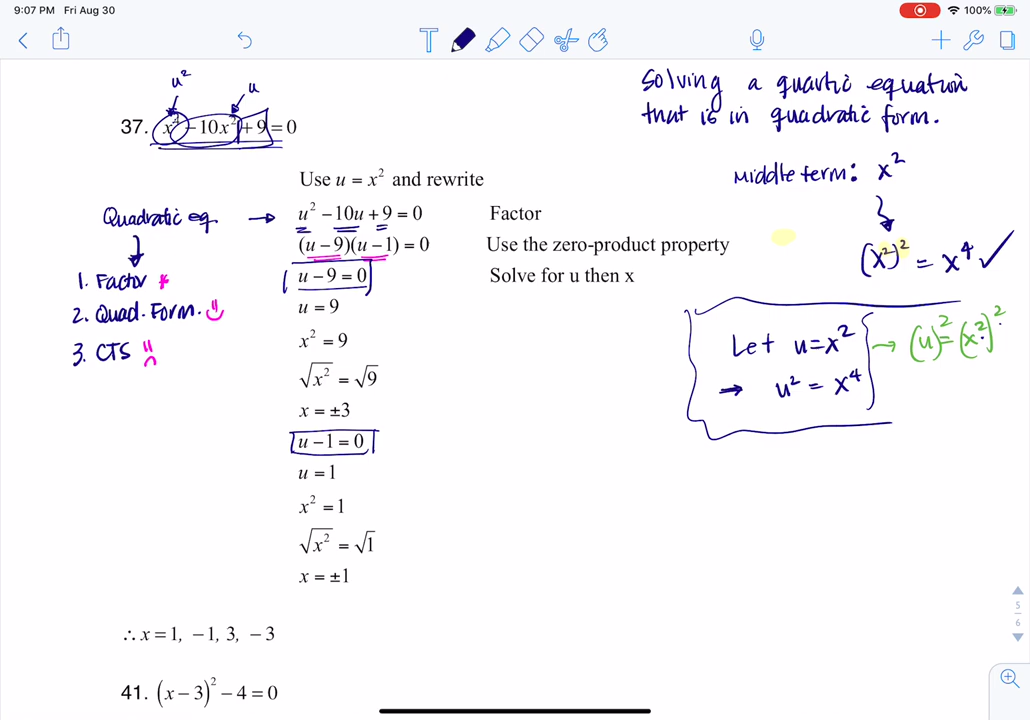 9:07 PM Fri Aug 30
100%
T
Solving a quartic equation
that is in quadratic form.
u²
u
37. x⁴ − 10x² + 9 = 0
Middle term: x²
Use u = x² and rewrite
Quadratic eq. → u² − 10u + 9 = 0 Factor
(u − 9)(u − 1) = 0 Use the zero-product property
(x²)² = x⁴ ✓
1. Factor *
u − 9 = 0 Solve for u then x
2. Quad. Form.
u = 9
3. CTS
x² = 9
Let u = x² → (u)² = (x²)²
⇒ u² = x⁴
√x² = √9
x = ±3
u − 1 = 0
u = 1
x² = 1
√x² = √1
x = ±1
∴ x = 1, −1, 3, −3
41. (x − 3)² − 4 = 0
5
6